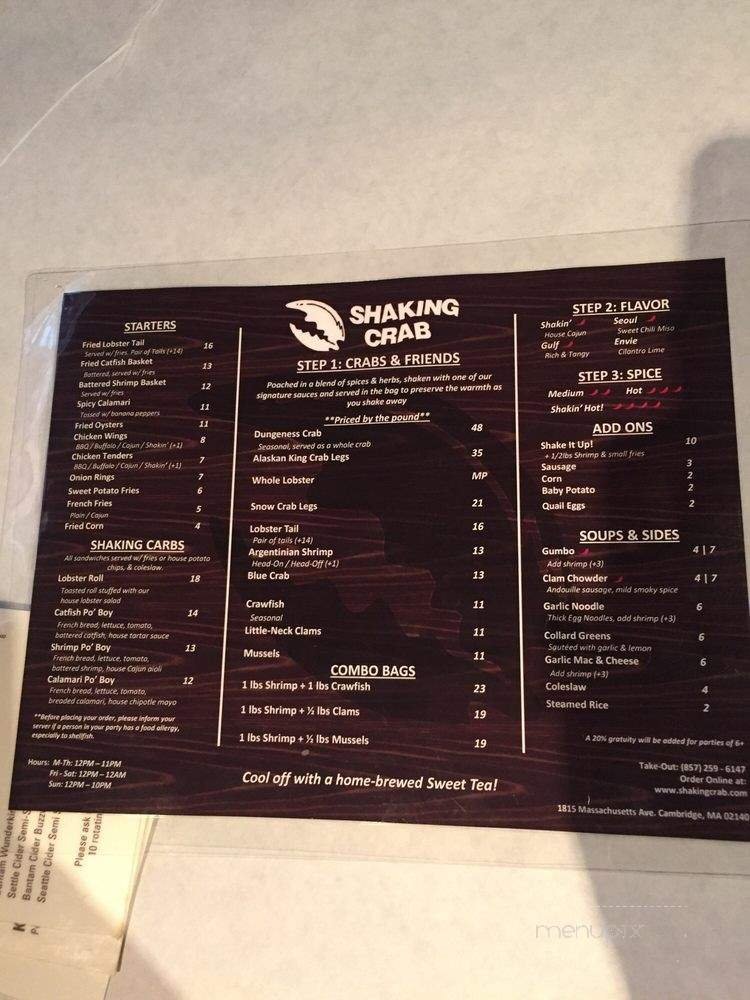 STARTERS
Fried Lobster Tail 16
Served w/ fries. Pair of Tails (+14)
Fried Catfish Basket 13
Battered, served w/ fries
Battered Shrimp Basket 12
Served w/ fries
Spicy Calamari 11
Tossed w/ banana peppers
Fried Oysters 11
Chicken Wings 8
BBQ / Buffalo / Cajun / Shakin' (+1)
Chicken Tenders 7
BBQ / Buffalo / Cajun / Shakin' (+1)
Onion Rings 7
Sweet Potato Fries 6
French Fries 5
Plain / Cajun
Fried Corn 4
SHAKING CARBS
All sandwiches served w/ fries or house potato
chips, & coleslaw.
Lobster Roll 18
Toasted roll stuffed with our
house lobster salad
Catfish Po' Boy 14
French bread, lettuce, tomato,
battered catfish, house tartar sauce
Shrimp Po' Boy 13
French bread, lettuce, tomato,
battered shrimp, house Cajun aioli
Calamari Po' Boy 12
French bread, lettuce, tomato,
breaded calamari, house chipotle mayo
**Before placing your order, please inform your
server if a person in your party has a food allergy,
especially to shellfish.
Hours: M-Th: 12PM – 11PM
Fri - Sat: 12PM – 12AM
Sun: 12PM – 10PM
SHAKING
CRAB
STEP 1: CRABS & FRIENDS
Poached in a blend of spices & herbs, shaken with one of our
signature sauces and served in the bag to preserve the warmth as
you shake away
**Priced by the pound**
Dungeness Crab 48
Seasonal, served as a whole crab
Alaskan King Crab Legs 35
Whole Lobster MP
Snow Crab Legs 21
Lobster Tail 16
Pair of tails (+14)
Argentinian Shrimp 13
Head-On / Head-Off (+1)
Blue Crab 13
Crawfish 11
Seasonal
Little-Neck Clams 11
Mussels 11
COMBO BAGS
1 lbs Shrimp + 1 lbs Crawfish 23
1 lbs Shrimp + ½ lbs Clams 19
1 lbs Shrimp + ½ lbs Mussels 19
Cool off with a home-brewed Sweet Tea!
STEP 2: FLAVOR
Shakin' Seoul
House Cajun Sweet Chili Miso
Gulf Envie
Rich & Tangy Cilantro Lime
STEP 3: SPICE
Medium Hot
Shakin' Hot!
ADD ONS
Shake It Up! 10
+ 1/2lbs Shrimp & small fries
Sausage 3
Corn 2
Baby Potato 2
Quail Eggs 2
SOUPS & SIDES
Gumbo 4 | 7
Add shrimp (+3)
Clam Chowder 4 | 7
Andouille sausage, mild smoky spice
Garlic Noodle 6
Thick Egg Noodles, add shrimp (+3)
Collard Greens 6
Sautéed with garlic & lemon
Garlic Mac & Cheese 6
Add shrimp (+3)
Coleslaw 4
Steamed Rice 2
A 20% gratuity will be added for parties of 6+
Take-Out: (857) 259 - 6147
Order Online at:
www.shakingcrab.com
1815 Massachusetts Ave. Cambridge, MA 02140
Settle Cider Semi-S
Bantam Cider Buzz
Seattle Cider Semi S
Please ask
10 rotatin
menupix